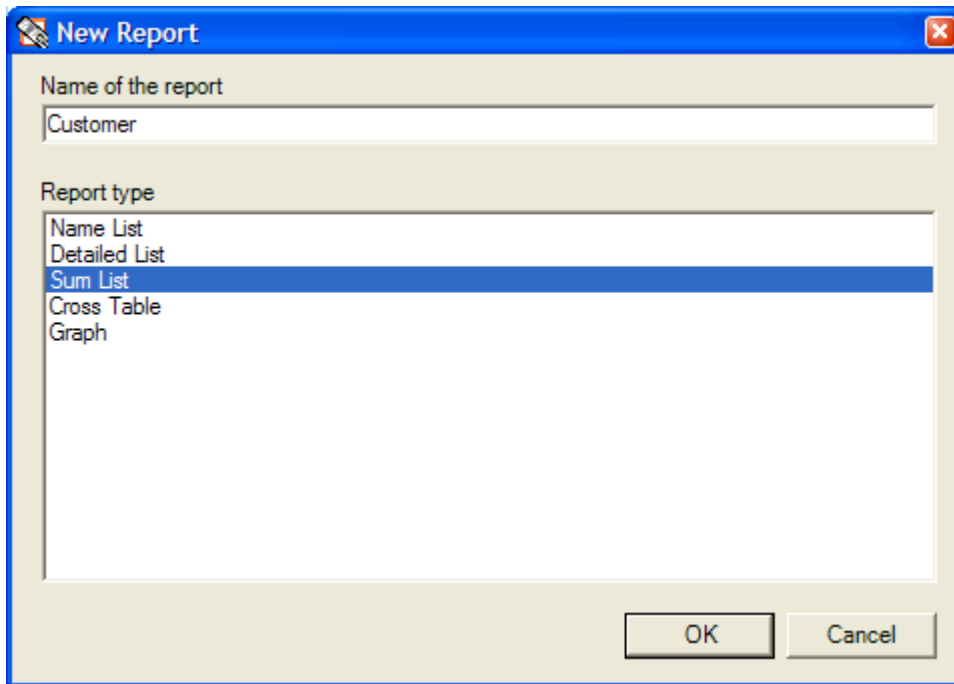 New Report
Name of the report
Customer
Report type
Name List
Detailed List
Sum List
Cross Table
Graph
OK Cancel